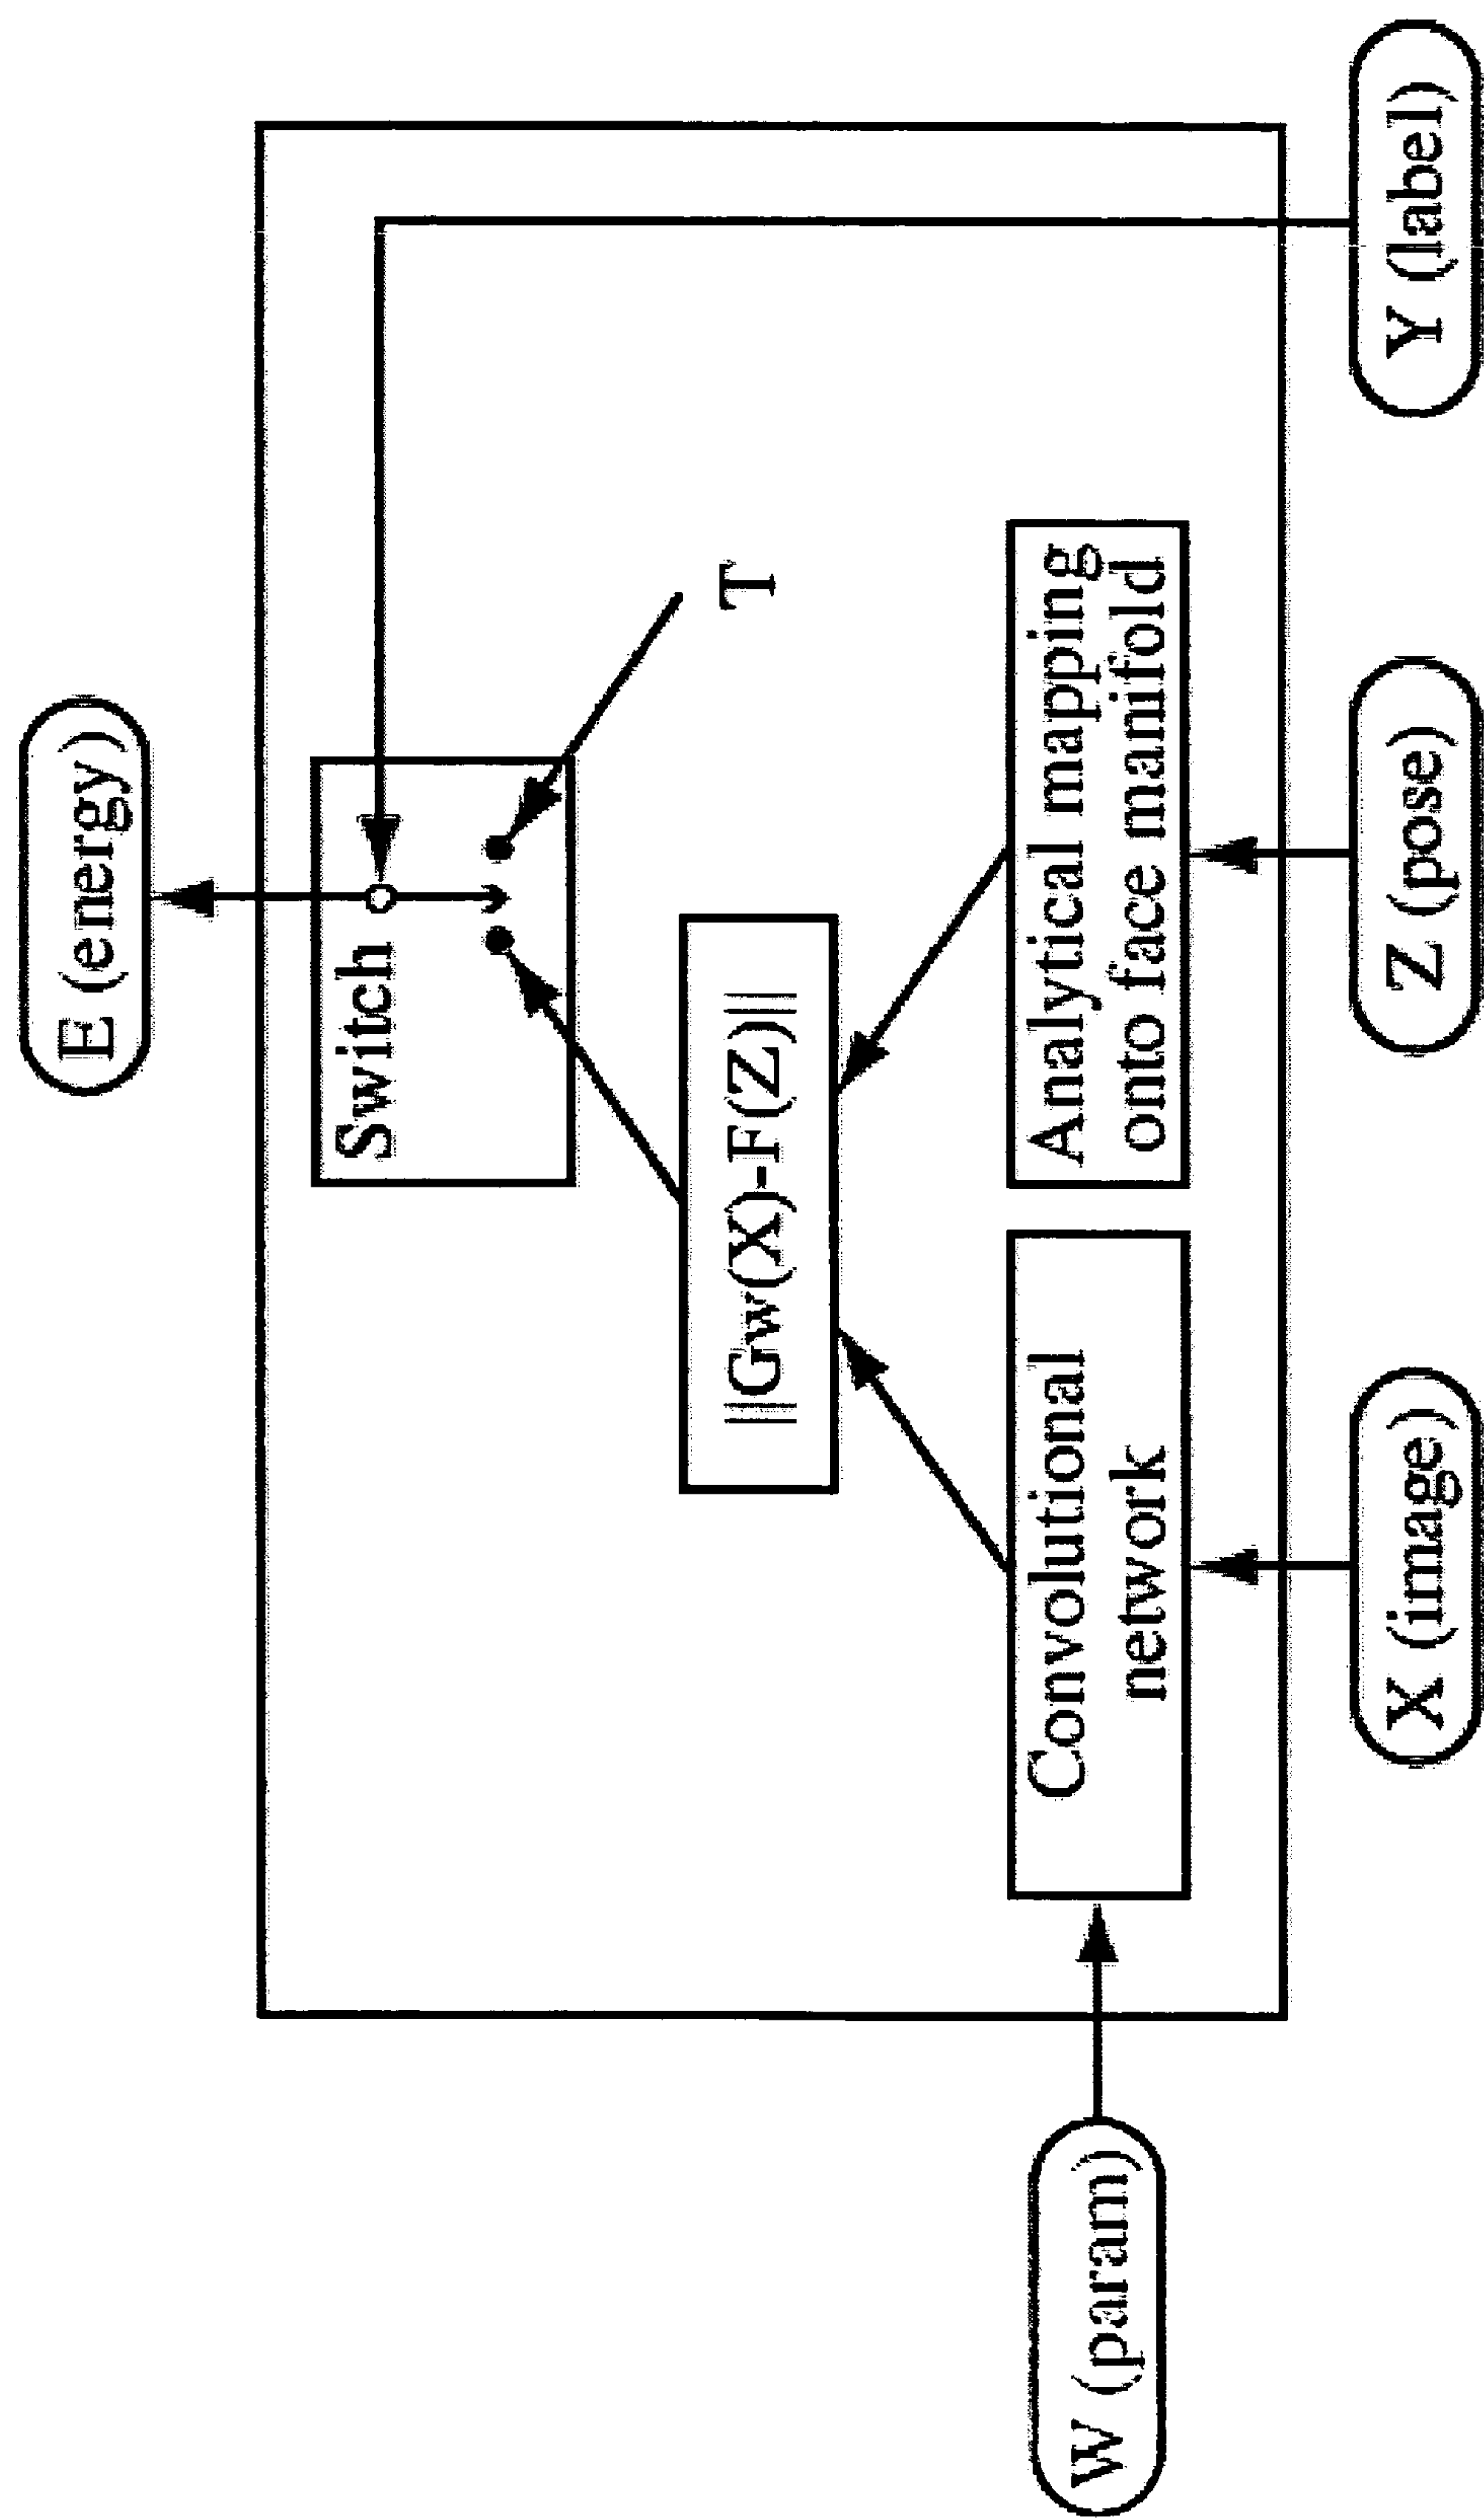 E (energy)
Switch
T
||Gw(X)-F(Z)||
Convolutional
network
Analytical mapping
onto face manifold
W (param)
X (image)
Z (pose)
Y (label)